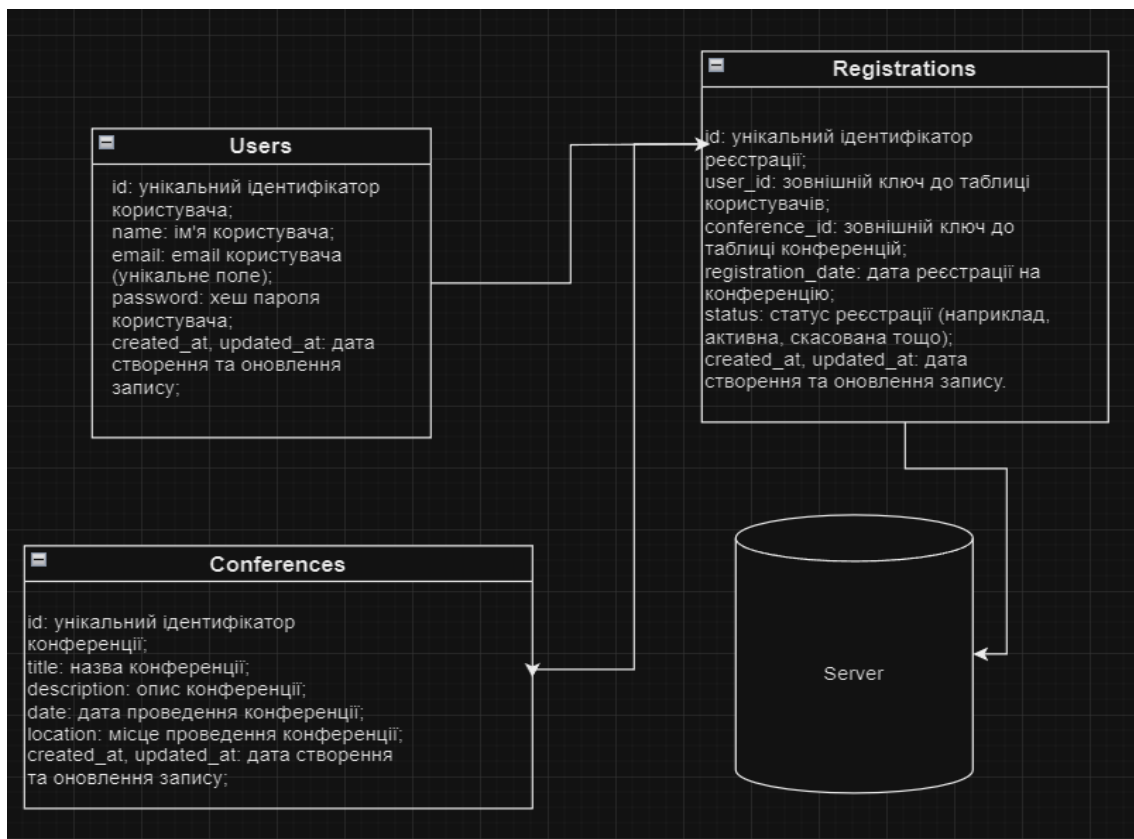 Users
id: унікальний ідентифікатор
користувача;
name: ім'я користувача;
email: email користувача
(унікальне поле);
password: хеш пароля
користувача;
created_at, updated_at: дата
створення та оновлення
запису;
Registrations
id: унікальний ідентифікатор
реєстрації;
user_id: зовнішній ключ до таблиці
користувачів;
conference_id: зовнішній ключ до
таблиці конференцій;
registration_date: дата реєстрації на
конференцію;
status: статус реєстрації (наприклад,
активна, скасована тощо);
created_at, updated_at: дата
створення та оновлення запису.
Conferences
id: унікальний ідентифікатор
конференції;
title: назва конференції;
description: опис конференції;
date: дата проведення конференції;
location: місце проведення конференції;
created_at, updated_at: дата створення
та оновлення запису;
Server